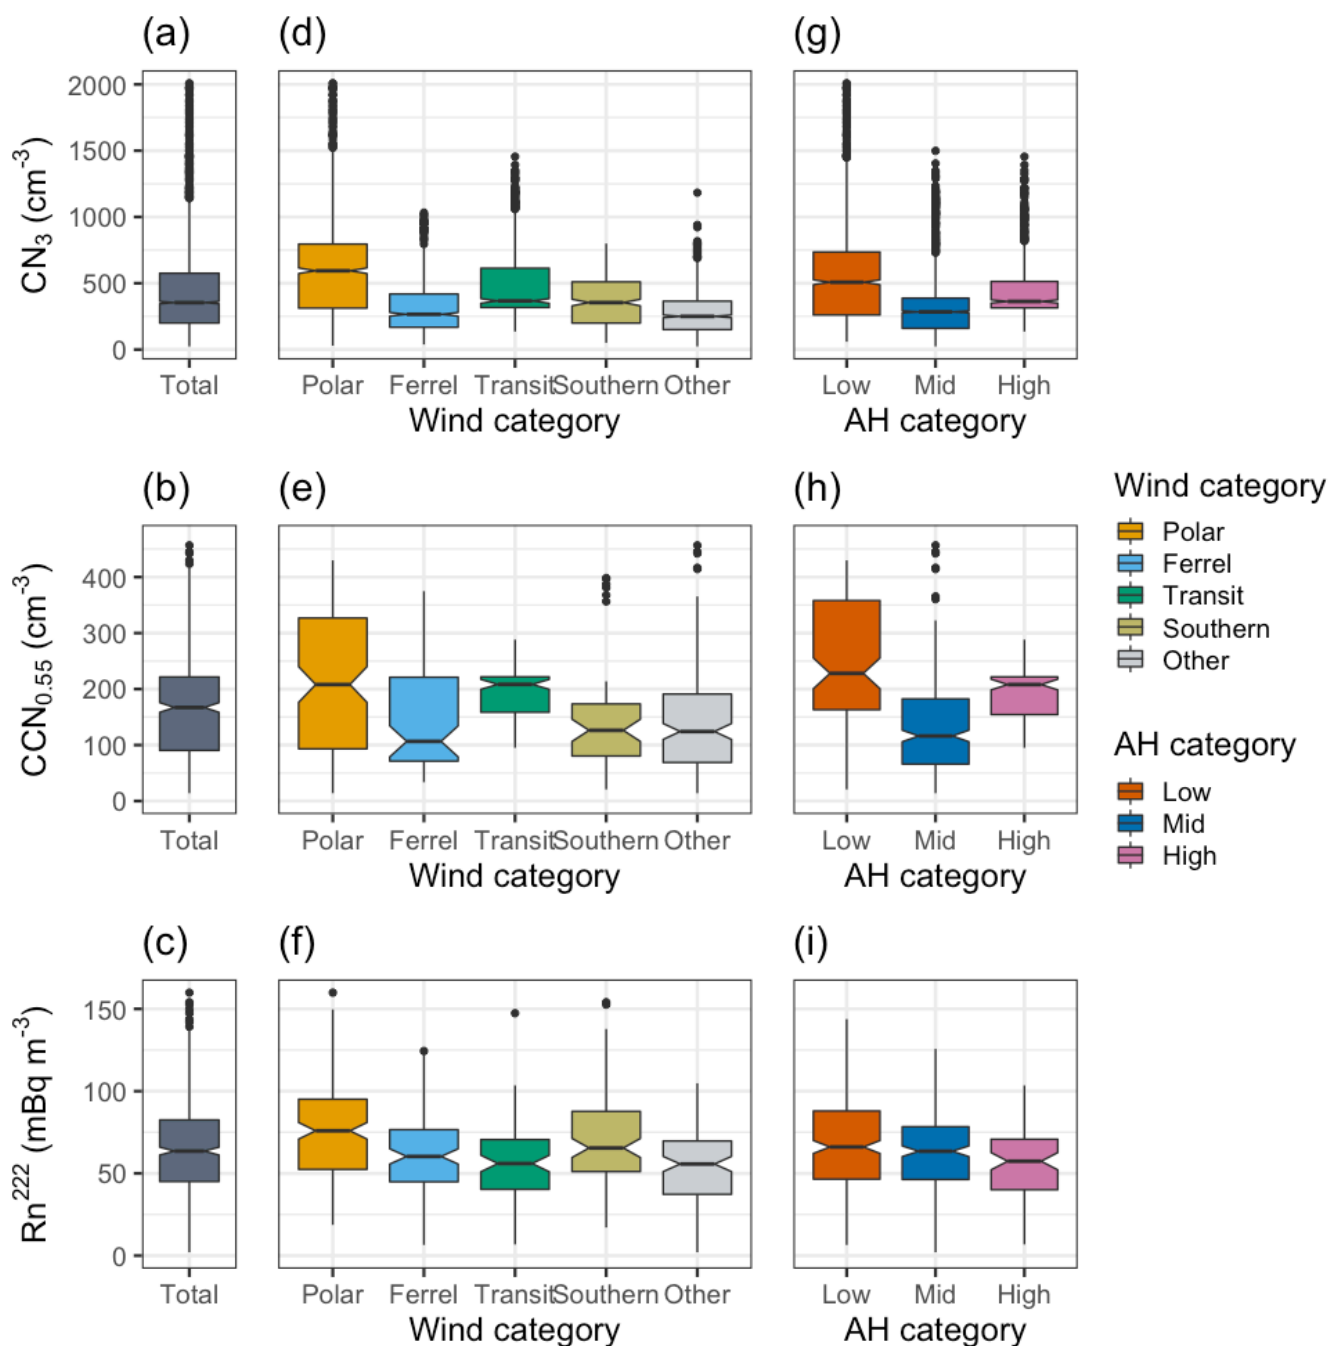 (a) (d) (g)
CN₃ (cm⁻³)
2000
1500
1000
500
0
Total
Polar Ferrel Transit Southern Other
Wind category
Low Mid High
AH category
(b) (e) (h)
CCN₀.₅₅ (cm⁻³)
400
300
200
100
0
Total
Polar Ferrel Transit Southern Other
Wind category
Low Mid High
AH category
Wind category
Polar
Ferrel
Transit
Southern
Other
AH category
Low
Mid
High
(c) (f) (i)
Rn²²² (mBq m⁻³)
150
100
50
0
Total
Polar Ferrel Transit Southern Other
Wind category
Low Mid High
AH category